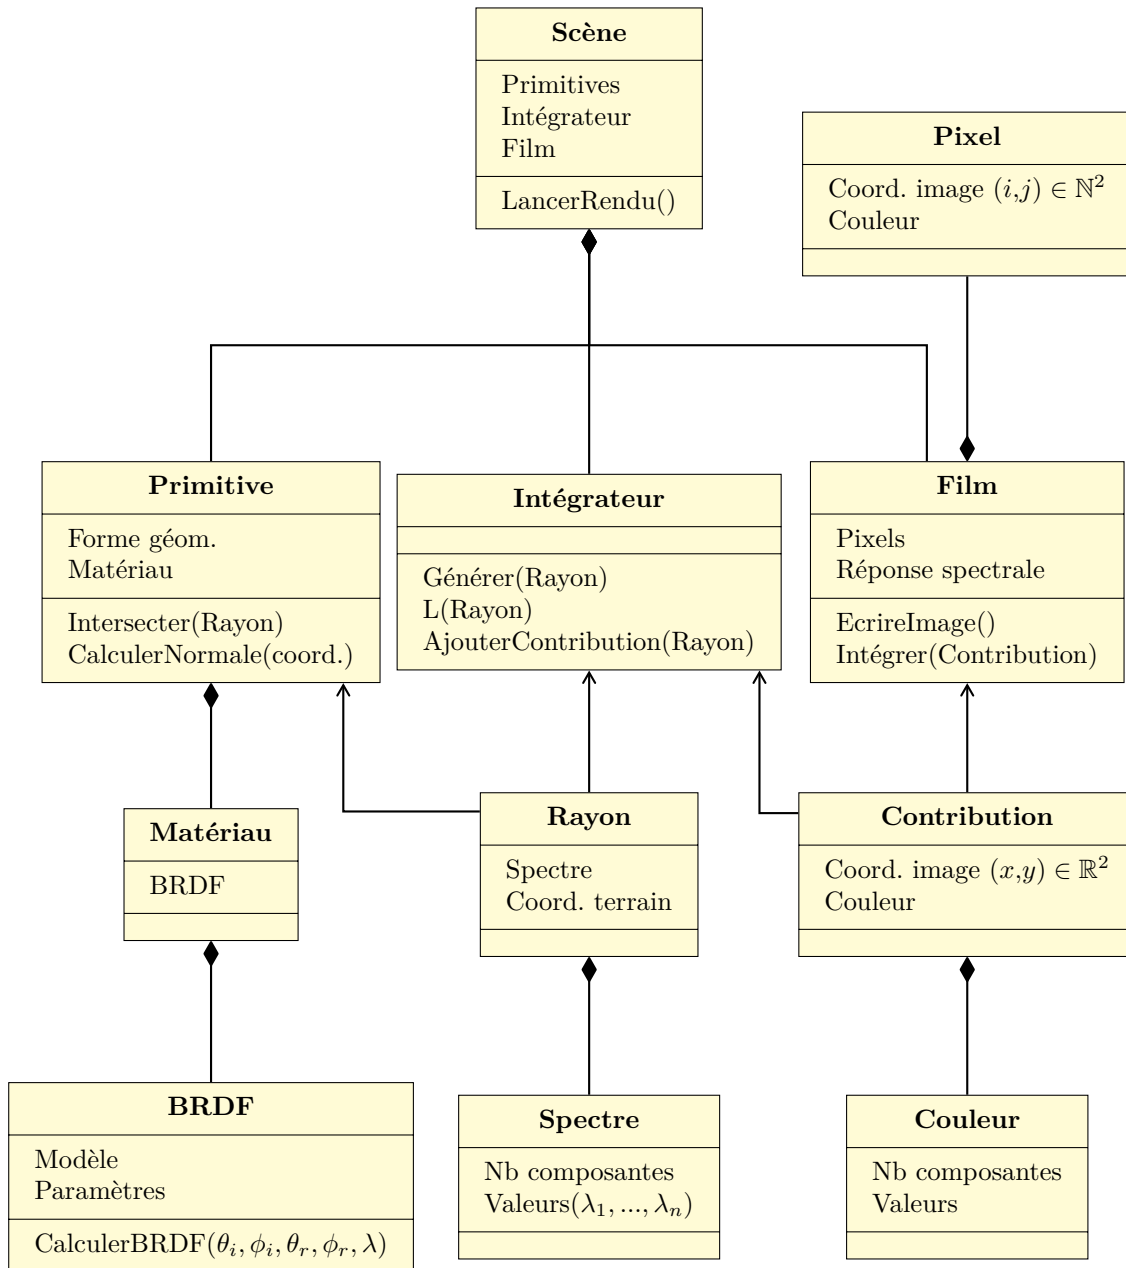 Scène
Primitives
Intégrateur
Film
LancerRendu()
Pixel
Coord. image (i,j) ∈ ℕ²
Couleur
Primitive
Forme géom.
Matériau
Intersecter(Rayon)
CalculerNormale(coord.)
Intégrateur
Générer(Rayon)
L(Rayon)
AjouterContribution(Rayon)
Film
Pixels
Réponse spectrale
EcrireImage()
Intégrer(Contribution)
Matériau
BRDF
Rayon
Spectre
Coord. terrain
Contribution
Coord. image (x,y) ∈ ℝ²
Couleur
BRDF
Modèle
Paramètres
CalculerBRDF(θᵢ, ϕᵢ, θᵣ, ϕᵣ, λ)
Spectre
Nb composantes
Valeurs(λ₁, ..., λₙ)
Couleur
Nb composantes
Valeurs